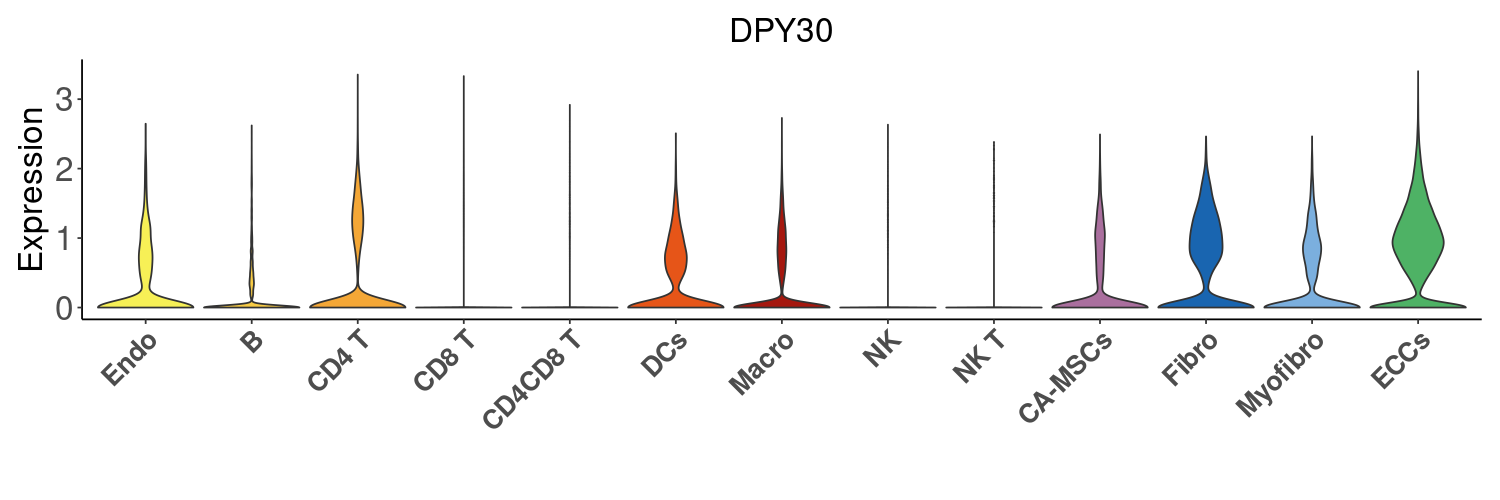 DPY30
Expression
3
2
1
0
Endo
B
CD4 T
CD8 T
CD4CD8 T
DCs
Macro
NK
NK T
CA-MSCs
Fibro
Myofibro
ECCs